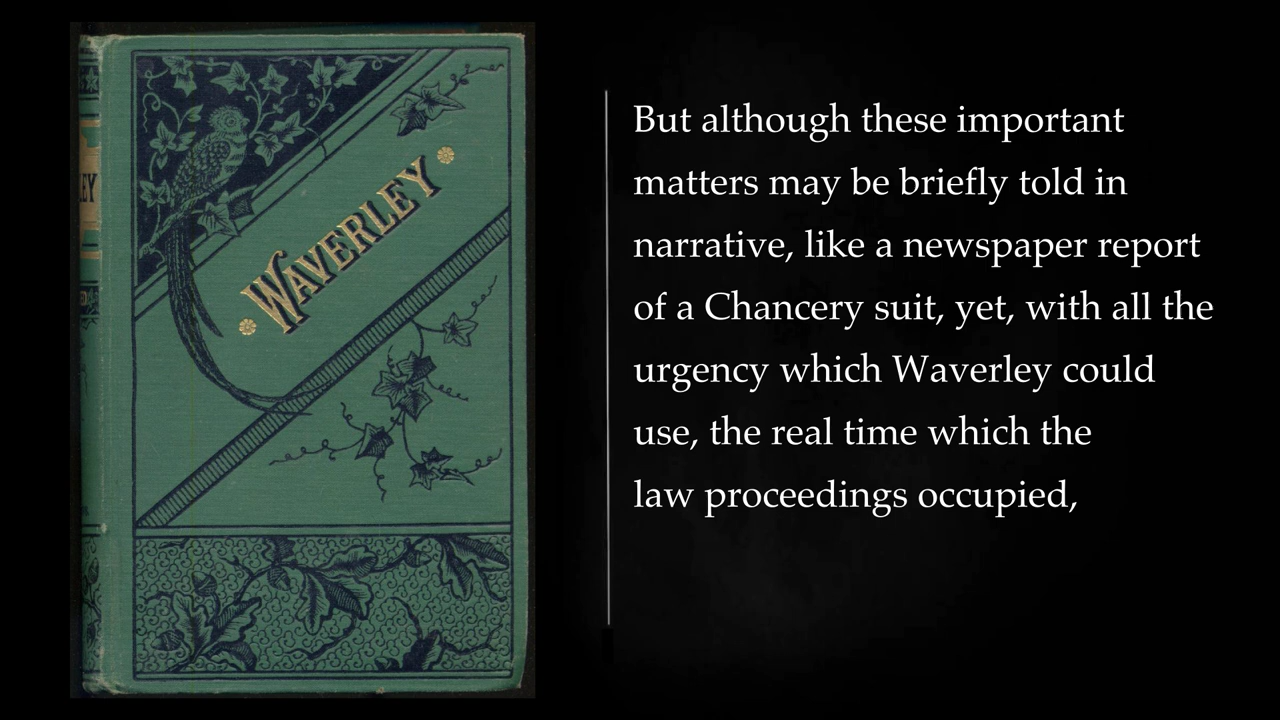 WAVERLEY
EY
But although these important
matters may be briefly told in
narrative, like a newspaper report
of a Chancery suit, yet, with all the
urgency which Waverley could
use, the real time which the
law proceedings occupied,